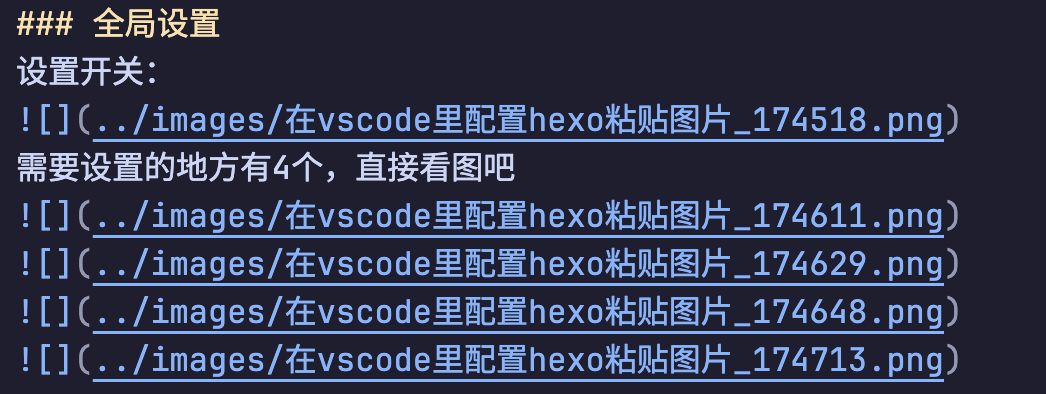 ### 全局设置
设置开关：
![](../images/在vscode里配置hexo粘贴图片_174518.png)
需要设置的地方有4个，直接看图吧
![](../images/在vscode里配置hexo粘贴图片_174611.png)
![](../images/在vscode里配置hexo粘贴图片_174629.png)
![](../images/在vscode里配置hexo粘贴图片_174648.png)
![](../images/在vscode里配置hexo粘贴图片_174713.png)